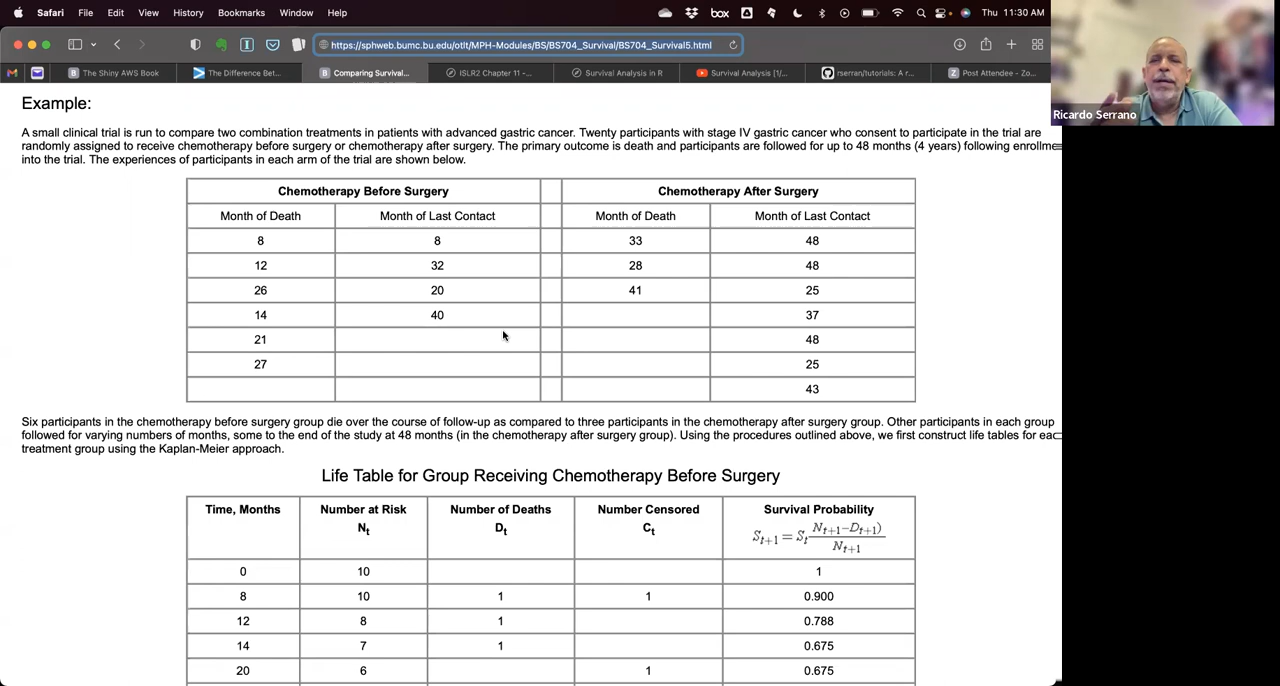 Safari File Edit View History Bookmarks Window Help box Thu 11:30 AM
https://sphweb.bumc.bu.edu/otlt/MPH-Modules/BS/BS704_Survival/BS704_Survival5.html
The Shiny AWS Book The Difference Bet... Comparing Survival... ISLR2 Chapter 11 -... Survival Analysis in R Survival Analysis [1/... rserran/tutorials: A r... Post Attendee - Zo...
Ricardo Serrano
Example:
A small clinical trial is run to compare two combination treatments in patients with advanced gastric cancer. Twenty participants with stage IV gastric cancer who consent to participate in the trial are
randomly assigned to receive chemotherapy before surgery or chemotherapy after surgery. The primary outcome is death and participants are followed for up to 48 months (4 years) following enrollme
into the trial. The experiences of participants in each arm of the trial are shown below.
Chemotherapy Before Surgery Chemotherapy After Surgery
Month of Death Month of Last Contact Month of Death Month of Last Contact
8 8 33 48
12 32 28 48
26 20 41 25
14 40 37
21 48
27 25
43
Six participants in the chemotherapy before surgery group die over the course of follow-up as compared to three participants in the chemotherapy after surgery group. Other participants in each group
followed for varying numbers of months, some to the end of the study at 48 months (in the chemotherapy after surgery group). Using the procedures outlined above, we first construct life tables for eac
treatment group using the Kaplan-Meier approach.
Life Table for Group Receiving Chemotherapy Before Surgery
Time, Months Number at Risk Number of Deaths Number Censored Survival Probability
Nt Dt Ct St+1 = St (Nt+1−Dt+1) / Nt+1
0 10 1
8 10 1 1 0.900
12 8 1 0.788
14 7 1 0.675
20 6 1 0.675